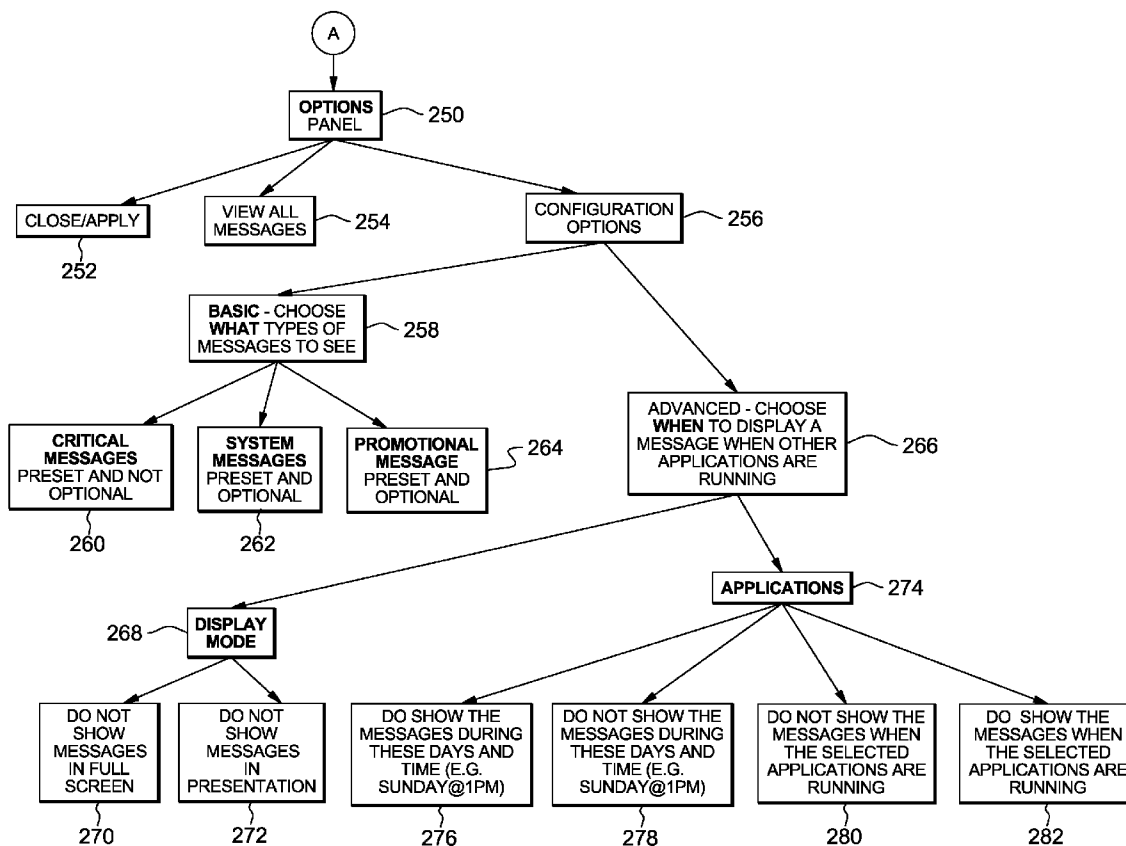 A
OPTIONS
PANEL
250
CLOSE/APPLY
252
VIEW ALL
MESSAGES
254
CONFIGURATION
OPTIONS
256
BASIC - CHOOSE
WHAT TYPES OF
MESSAGES TO SEE
258
CRITICAL
MESSAGES
PRESET AND NOT
OPTIONAL
260
SYSTEM
MESSAGES
PRESET AND
OPTIONAL
262
PROMOTIONAL
MESSAGE
PRESET AND
OPTIONAL
264
ADVANCED - CHOOSE
WHEN TO DISPLAY A
MESSAGE WHEN OTHER
APPLICATIONS ARE
RUNNING
266
268
DISPLAY
MODE
APPLICATIONS
274
DO NOT
SHOW
MESSAGES
IN FULL
SCREEN
270
DO NOT
SHOW
MESSAGES
IN
PRESENTATION
272
DO SHOW THE
MESSAGES DURING
THESE DAYS AND
TIME (E.G.
SUNDAY@1PM)
276
DO NOT SHOW THE
MESSAGES DURING
THESE DAYS AND
TIME (E.G.
SUNDAY@1PM)
278
DO NOT SHOW THE
MESSAGES WHEN
THE SELECTED
APPLICATIONS ARE
RUNNING
280
DO SHOW THE
MESSAGES WHEN
THE SELECTED
APPLICATIONS ARE
RUNNING
282